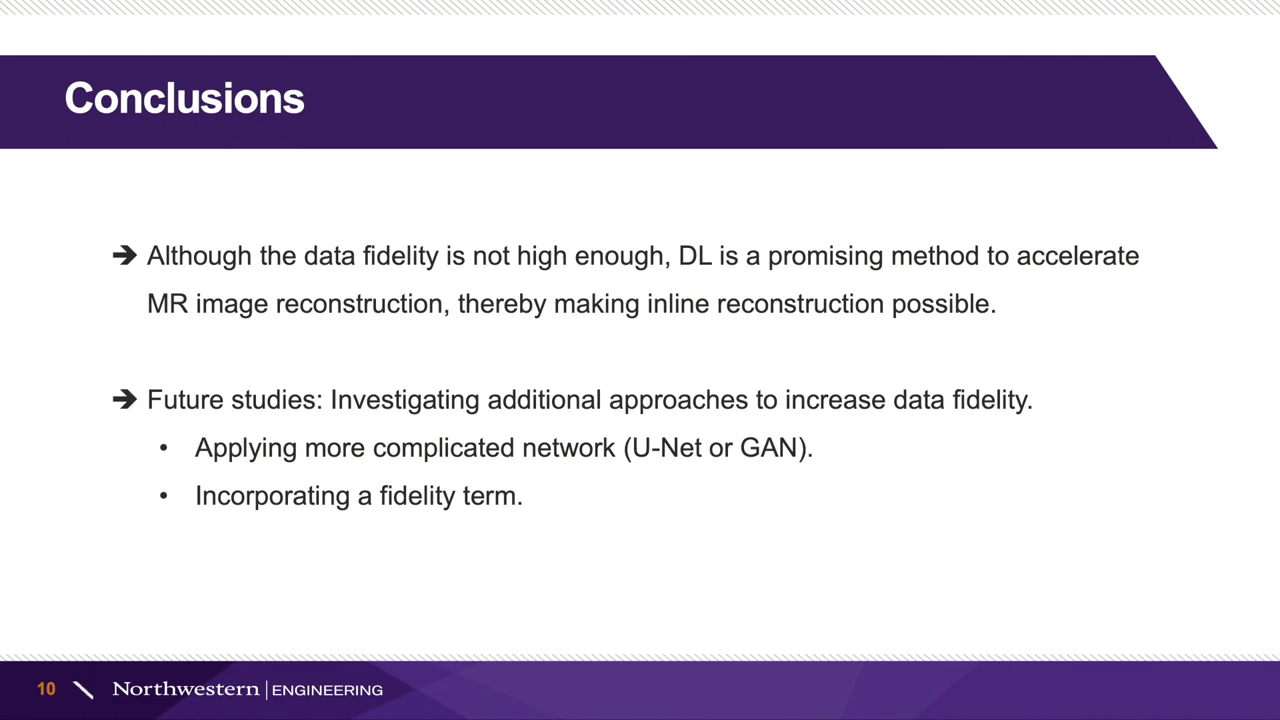 Conclusions
➔ Although the data fidelity is not high enough, DL is a promising method to accelerate
MR image reconstruction, thereby making inline reconstruction possible.
➔ Future studies: Investigating additional approaches to increase data fidelity.
• Applying more complicated network (U-Net or GAN).
• Incorporating a fidelity term.
10 Northwestern | ENGINEERING